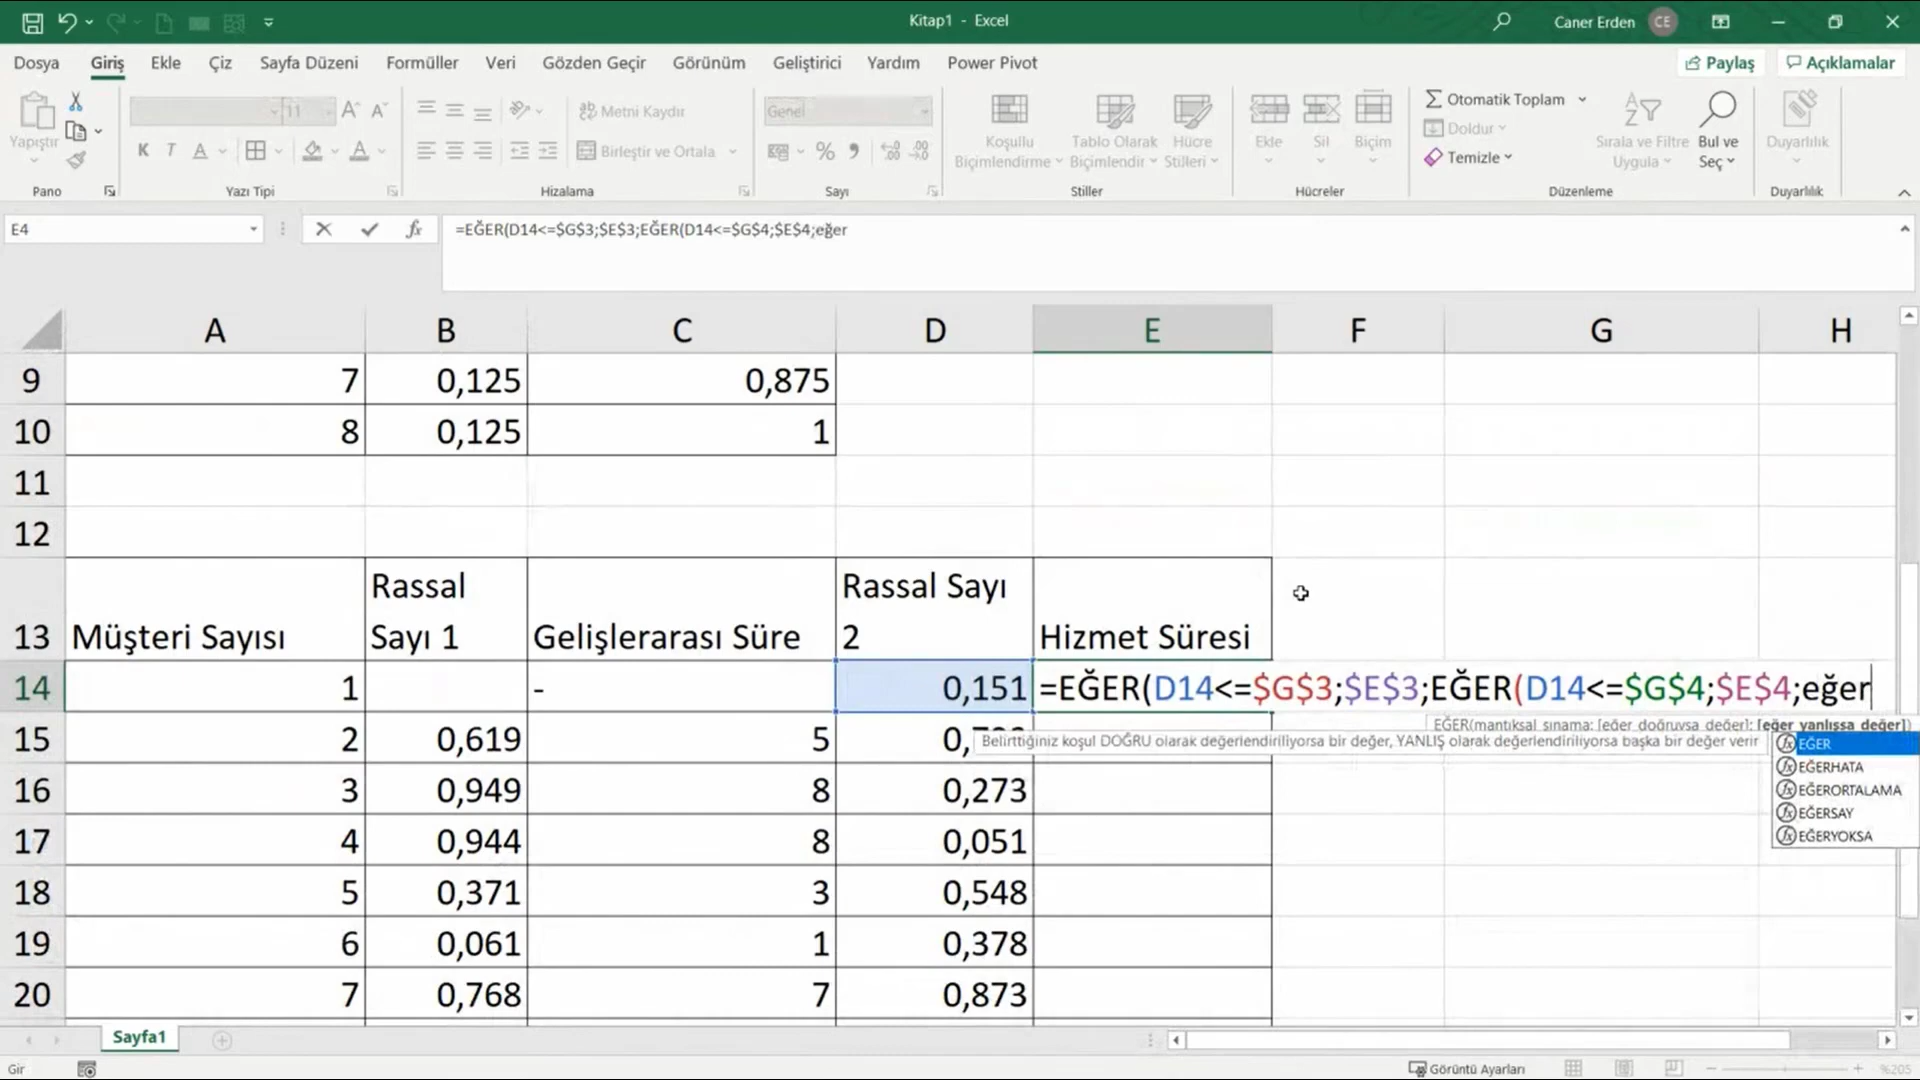 Kitap1 - Excel
Caner Erden CE
Dosya Giriş Ekle Çiz Sayfa Düzeni Formüller Veri Gözden Geçir Görünüm Geliştirici Yardım Power Pivot Paylaş Açıklamalar
Yapıştır
Pano
11
K T A
Yazı Tipi
Metni Kaydır
Birleştir ve Ortala
Hizalama
Genel
%
Sayı
Koşullu Biçimlendirme
Tablo Olarak Biçimlendir
Hücre Stilleri
Stiller
Ekle
Sil
Biçim
Hücreler
Otomatik Toplam
Doldur
Temizle
Sırala ve Filtre Uygula
Bul ve Seç
Düzenleme
Duyarlılık
Duyarlılık
E4
fx
=EĞER(D14<=$G$3;$E$3;EĞER(D14<=$G$4;$E$4;eğer
A B C D E F G H
9 7 0,125 0,875
10 8 0,125 1
11
12
13 Müşteri Sayısı Rassal Sayı 1 Gelişlerarası Süre Rassal Sayı 2 Hizmet Süresi
14 1 - 0,151 =EĞER(D14<=$G$3;$E$3;EĞER(D14<=$G$4;$E$4;eğer
EĞER(mantıksal_sınama; [eğer_doğruysa_değer]; [eğer_yanlışsa_değer])
Belirttiğiniz koşul DOĞRU olarak değerlendiriliyorsa bir değer, YANLIŞ olarak değerlendiriliyorsa başka bir değer verir
EĞER
EĞERHATA
EĞERORTALAMA
EĞERSAY
EĞERYOKSA
15 2 0,619 5
16 3 0,949 8 0,273
17 4 0,944 8 0,051
18 5 0,371 3 0,548
19 6 0,061 1 0,378
20 7 0,768 7 0,873
Sayfa1
Gir
Görüntü Ayarları
%205